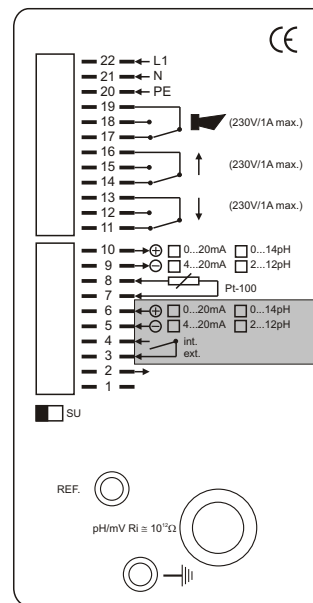 CE
22 L1
21 N
20 PE
19
18 (230V/1A max.)
17
16
15 (230V/1A max.)
14
13
12 (230V/1A max.)
11
10 ⊕ 0...20mA 0...14pH
9 ⊖ 4...20mA 2...12pH
8
7 Pt-100
6 ⊕ 0...20mA 0...14pH
5 ⊖ 4...20mA 2...12pH
4 int.
3 ext.
2
1
SU
REF.
pH/mV Ri ≅ 10¹²Ω